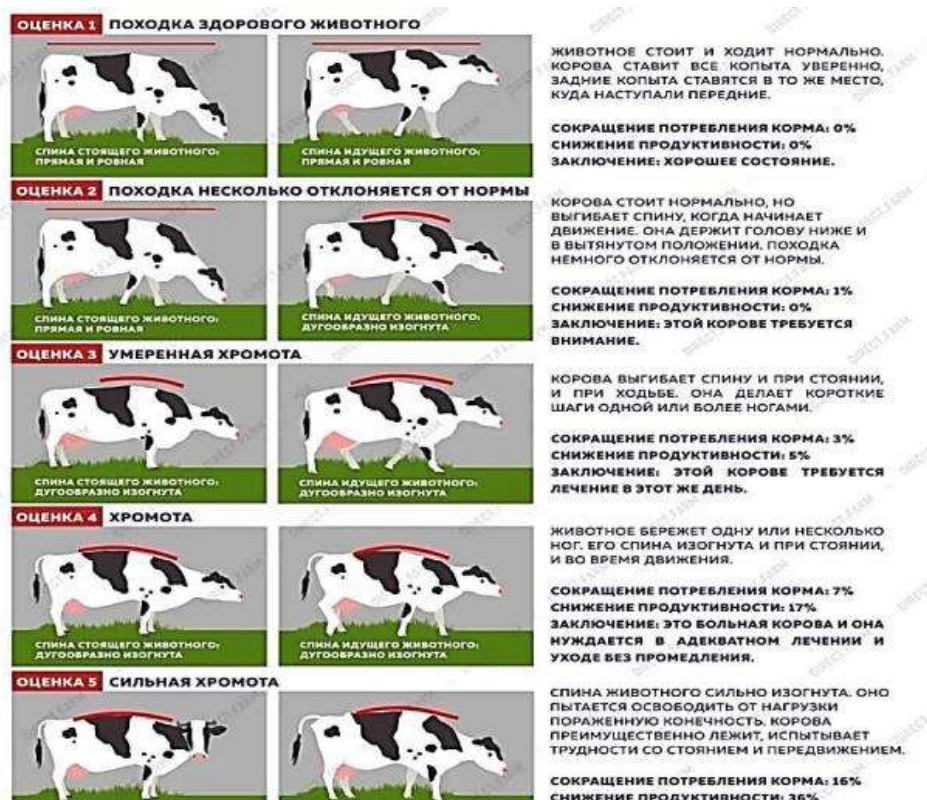 ОЦЕНКА 1 ПОХОДКА ЗДОРОВОГО ЖИВОТНОГО
СПИНА СТОЯЩЕГО ЖИВОТНОГО:
ПРЯМАЯ И РОВНАЯ
СПИНА ИДУЩЕГО ЖИВОТНОГО:
ПРЯМАЯ И РОВНАЯ
ЖИВОТНОЕ СТОИТ И ХОДИТ НОРМАЛЬНО.
КОРОВА СТАВИТ ВСЕ КОПЫТА УВЕРЕННО,
ЗАДНИЕ КОПЫТА СТАВЯТСЯ В ТО ЖЕ МЕСТО,
КУДА НАСТУПАЛИ ПЕРЕДНИЕ.
СОКРАЩЕНИЕ ПОТРЕБЛЕНИЯ КОРМА: 0%
СНИЖЕНИЕ ПРОДУКТИВНОСТИ: 0%
ЗАКЛЮЧЕНИЕ: ХОРОШЕЕ СОСТОЯНИЕ.
ОЦЕНКА 2 ПОХОДКА НЕСКОЛЬКО ОТКЛОНЯЕТСЯ ОТ НОРМЫ
СПИНА СТОЯЩЕГО ЖИВОТНОГО:
ПРЯМАЯ И РОВНАЯ
СПИНА ИДУЩЕГО ЖИВОТНОГО:
ДУГООБРАЗНО ИЗОГНУТА
КОРОВА СТОИТ НОРМАЛЬНО, НО
ВЫГИБАЕТ СПИНУ, КОГДА НАЧИНАЕТ
ДВИЖЕНИЕ. ОНА ДЕРЖИТ ГОЛОВУ НИЖЕ И
В ВЫТЯНУТОМ ПОЛОЖЕНИИ. ПОХОДКА
НЕМНОГО ОТКЛОНЯЕТСЯ ОТ НОРМЫ.
СОКРАЩЕНИЕ ПОТРЕБЛЕНИЯ КОРМА: 1%
СНИЖЕНИЕ ПРОДУКТИВНОСТИ: 0%
ЗАКЛЮЧЕНИЕ: ЭТОЙ КОРОВЕ ТРЕБУЕТСЯ
ВНИМАНИЕ.
ОЦЕНКА 3 УМЕРЕННАЯ ХРОМОТА
СПИНА СТОЯЩЕГО ЖИВОТНОГО:
ДУГООБРАЗНО ИЗОГНУТА
СПИНА ИДУЩЕГО ЖИВОТНОГО:
ДУГООБРАЗНО ИЗОГНУТА
КОРОВА ВЫГИБАЕТ СПИНУ И ПРИ СТОЯНИИ,
И ПРИ ХОДЬБЕ. ОНА ДЕЛАЕТ КОРОТКИЕ
ШАГИ ОДНОЙ ИЛИ БОЛЕЕ НОГАМИ.
СОКРАЩЕНИЕ ПОТРЕБЛЕНИЯ КОРМА: 3%
СНИЖЕНИЕ ПРОДУКТИВНОСТИ: 5%
ЗАКЛЮЧЕНИЕ: ЭТОЙ КОРОВЕ ТРЕБУЕТСЯ
ЛЕЧЕНИЕ В ЭТОТ ЖЕ ДЕНЬ.
ОЦЕНКА 4 ХРОМОТА
СПИНА СТОЯЩЕГО ЖИВОТНОГО:
ДУГООБРАЗНО ИЗОГНУТА
СПИНА ИДУЩЕГО ЖИВОТНОГО:
ДУГООБРАЗНО ИЗОГНУТА
ЖИВОТНОЕ БЕРЕЖЕТ ОДНУ ИЛИ НЕСКОЛЬКО
НОГ. ЕГО СПИНА ИЗОГНУТА И ПРИ СТОЯНИИ,
И ВО ВРЕМЯ ДВИЖЕНИЯ.
СОКРАЩЕНИЕ ПОТРЕБЛЕНИЯ КОРМА: 7%
СНИЖЕНИЕ ПРОДУКТИВНОСТИ: 17%
ЗАКЛЮЧЕНИЕ: ЭТО БОЛЬНАЯ КОРОВА И ОНА
НУЖДАЕТСЯ В АДЕКВАТНОМ ЛЕЧЕНИИ И
УХОДЕ БЕЗ ПРОМЕДЛЕНИЯ.
ОЦЕНКА 5 СИЛЬНАЯ ХРОМОТА
СПИНА ЖИВОТНОГО СИЛЬНО ИЗОГНУТА. ОНО
ПЫТАЕТСЯ ОСВОБОДИТЬ ОТ НАГРУЗКИ
ПОРАЖЕННУЮ КОНЕЧНОСТЬ. КОРОВА
ПРЕИМУЩЕСТВЕННО ЛЕЖИТ, ИСПЫТЫВАЕТ
ТРУДНОСТИ СО СТОЯНИЕМ И ПЕРЕДВИЖЕНИЕМ.
СОКРАЩЕНИЕ ПОТРЕБЛЕНИЯ КОРМА: 16%
СНИЖЕНИЕ ПРОДУКТИВНОСТИ: 36%